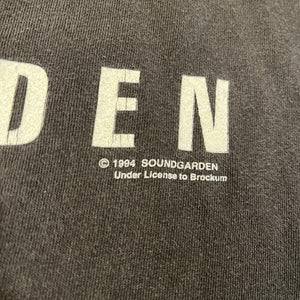 DEN
© 1994 SOUNDGARDEN
Under License to Brockum